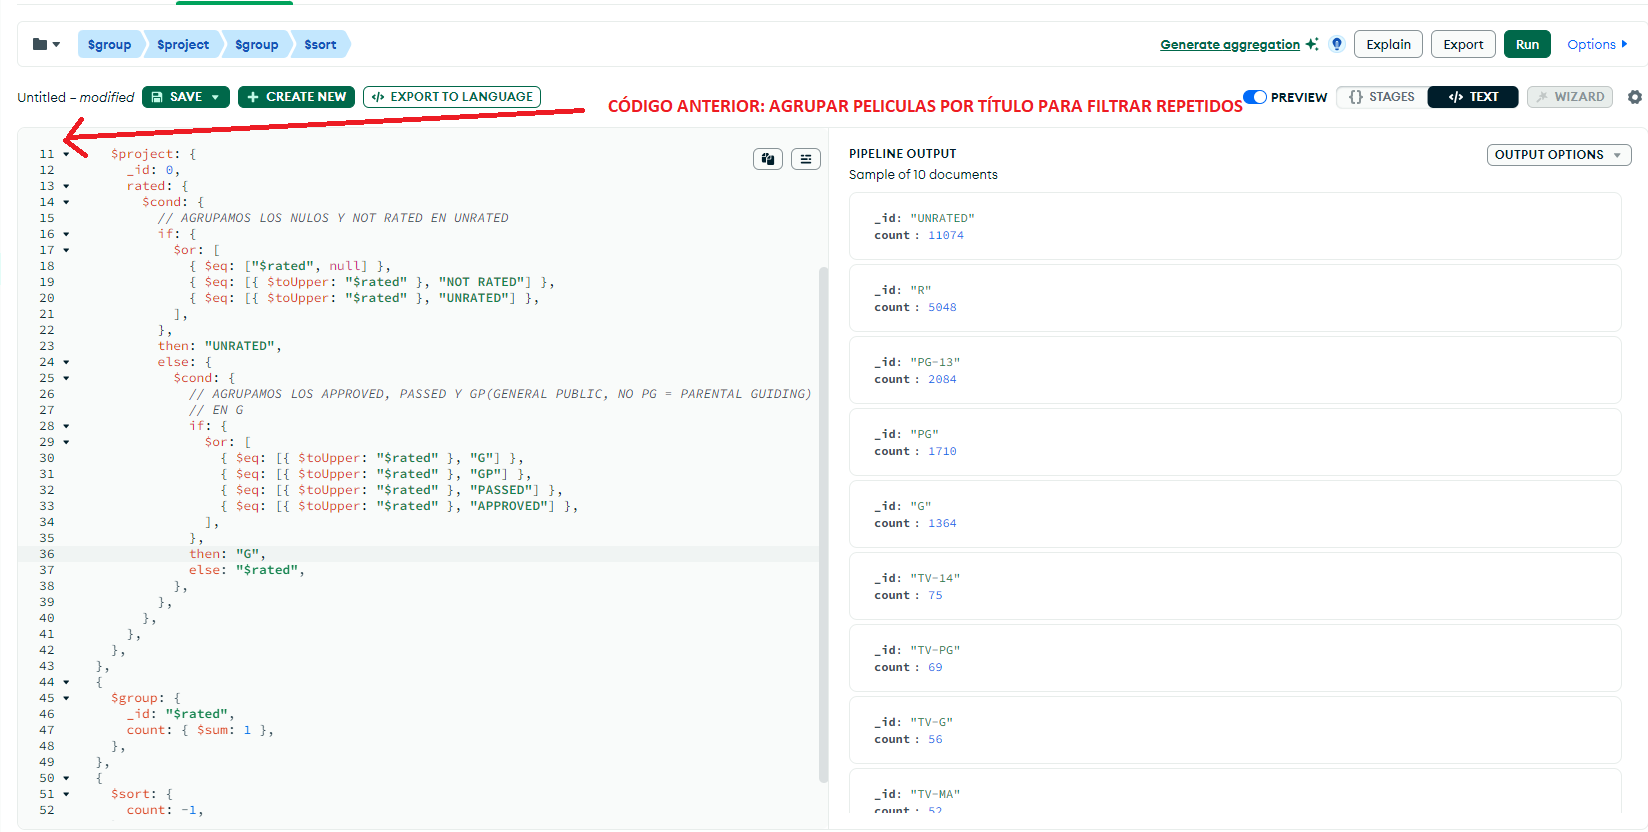 $group $project $group $sort Generate aggregation Explain Export Run Options
Untitled – modified SAVE + CREATE NEW </> EXPORT TO LANGUAGE CÓDIGO ANTERIOR: AGRUPAR PELICULAS POR TÍTULO PARA FILTRAR REPETIDOS PREVIEW {} STAGES </> TEXT WIZARD
11 $project: {
12 _id: 0,
13 rated: {
14 $cond: {
15 // AGRUPAMOS LOS NULOS Y NOT RATED EN UNRATED
16 if: {
17 $or: [
18 { $eq: ["$rated", null] },
19 { $eq: [{ $toUpper: "$rated" }, "NOT RATED"] },
20 { $eq: [{ $toUpper: "$rated" }, "UNRATED"] },
21 ],
22 },
23 then: "UNRATED",
24 else: {
25 $cond: {
26 // AGRUPAMOS LOS APPROVED, PASSED Y GP(GENERAL PUBLIC, NO PG = PARENTAL GUIDING)
27 // EN G
28 if: {
29 $or: [
30 { $eq: [{ $toUpper: "$rated" }, "G"] },
31 { $eq: [{ $toUpper: "$rated" }, "GP"] },
32 { $eq: [{ $toUpper: "$rated" }, "PASSED"] },
33 { $eq: [{ $toUpper: "$rated" }, "APPROVED"] },
34 ],
35 },
36 then: "G",
37 else: "$rated",
38 },
39 },
40 },
41 },
42 },
43 },
44 {
45 $group: {
46 _id: "$rated",
47 count: { $sum: 1 },
48 },
49 },
50 {
51 $sort: {
52 count: -1,
PIPELINE OUTPUT OUTPUT OPTIONS
Sample of 10 documents
_id: "UNRATED"
count : 11074
_id: "R"
count : 5048
_id: "PG-13"
count : 2084
_id: "PG"
count : 1710
_id: "G"
count : 1364
_id: "TV-14"
count : 75
_id: "TV-PG"
count : 69
_id: "TV-G"
count : 56
_id: "TV-MA"
count : 52